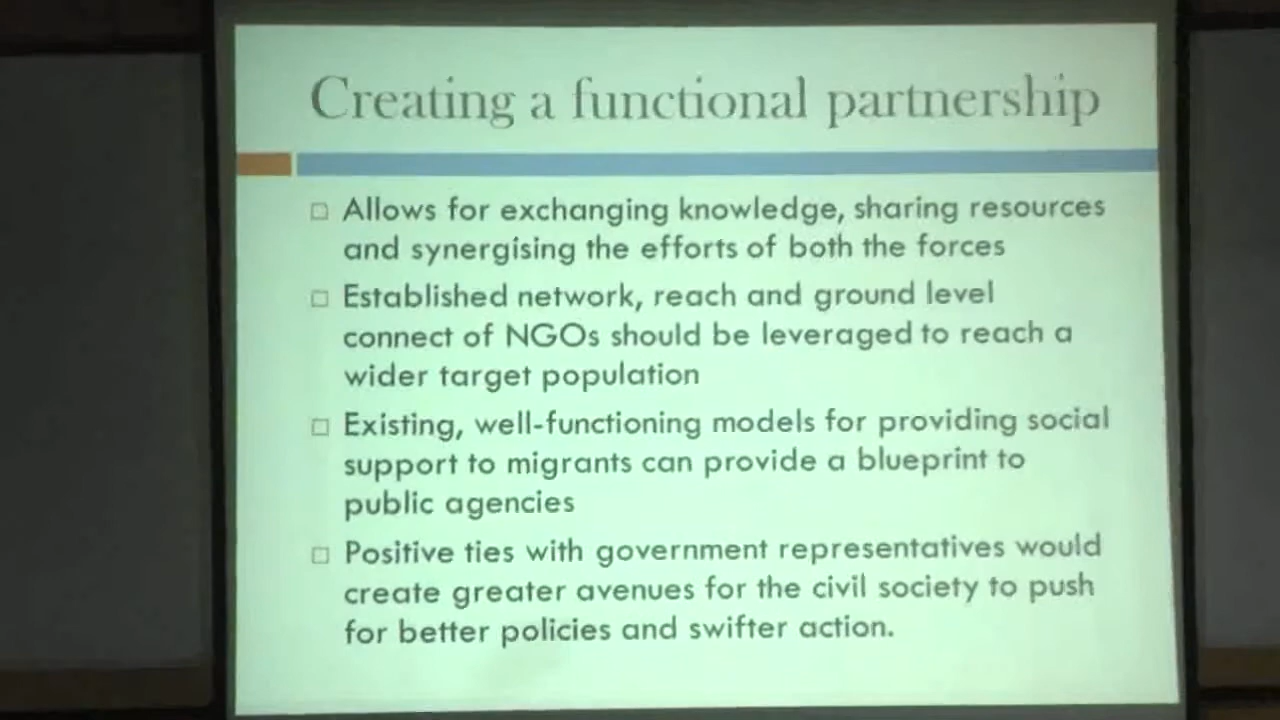 Creating a functional partnership
Allows for exchanging knowledge, sharing resources
and synergising the efforts of both the forces
Established network, reach and ground level
connect of NGOs should be leveraged to reach a
wider target population
Existing, well-functioning models for providing social
support to migrants can provide a blueprint to
public agencies
Positive ties with government representatives would
create greater avenues for the civil society to push
for better policies and swifter action.